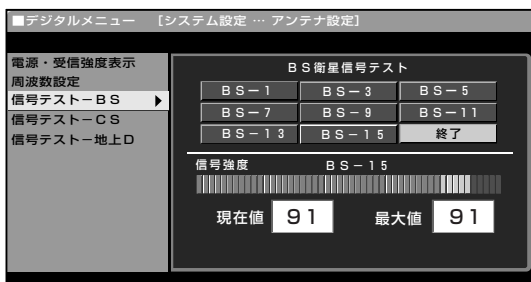 ■デジタルメニュー ［システム設定 … アンテナ設定］
電源・受信強度表示
周波数設定
信号テスト－ＢＳ
信号テスト－ＣＳ
信号テスト－地上Ｄ
ＢＳ衛星信号テスト
ＢＳ－１ ＢＳ－３ ＢＳ－５
ＢＳ－７ ＢＳ－９ ＢＳ－１１
ＢＳ－１３ ＢＳ－１５ 終了
信号強度 ＢＳ－１５
現在値 ９１ 最大値 ９１